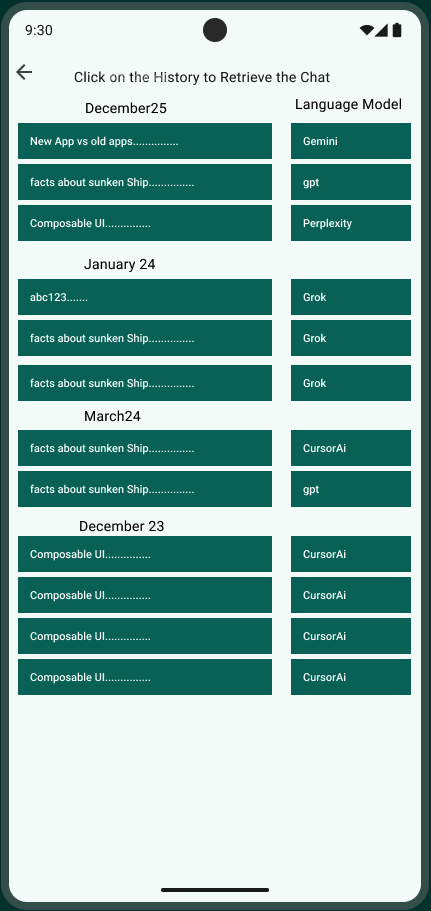 9:30
Click on the History to Retrieve the Chat
December25 Language Model
New App vs old apps............... Gemini
facts about sunken Ship............... gpt
Composable UI............... Perplexity
January 24
abc123....... Grok
facts about sunken Ship............... Grok
facts about sunken Ship............... Grok
March24
facts about sunken Ship............... CursorAi
facts about sunken Ship............... gpt
December 23
Composable UI............... CursorAi
Composable UI............... CursorAi
Composable UI............... CursorAi
Composable UI............... CursorAi